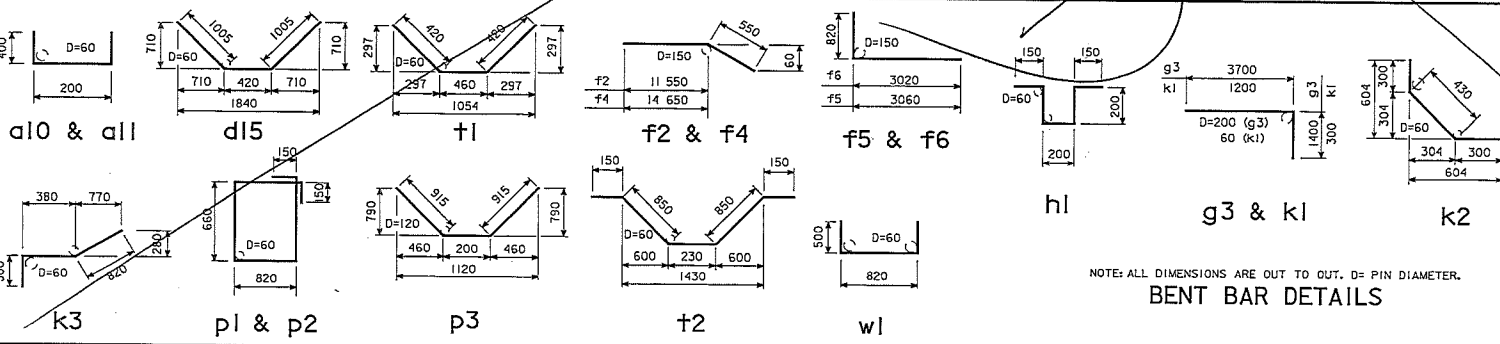 400
D=60
200
a10 & a11
710
1005
1005
710
D=60
710 420 710
1840
d15
297
420
420
297
D=60
297 460 297
1054
t1
D=150
550
60
f2 11 550
f4 14 650
f2 & f4
820
D=150
f6 3020
f5 3060
f5 & f6
150 150
D=60
200
200
h1
g3 3700
k1 1200
g3 k1
D=200 (g3)
60 (k1)
1400 300
g3 & k1
604
300
304
430
D=60
304 300
604
k2
380 770
280
D=60
820
k3
150
150
660
D=60
820
p1 & p2
790
915
915
790
D=120
460 200 460
1120
p3
150 150
850
850
D=60
600 230 600
1430
t2
500
D=60
820
w1
NOTE: ALL DIMENSIONS ARE OUT TO OUT. D= PIN DIAMETER.
BENT BAR DETAILS